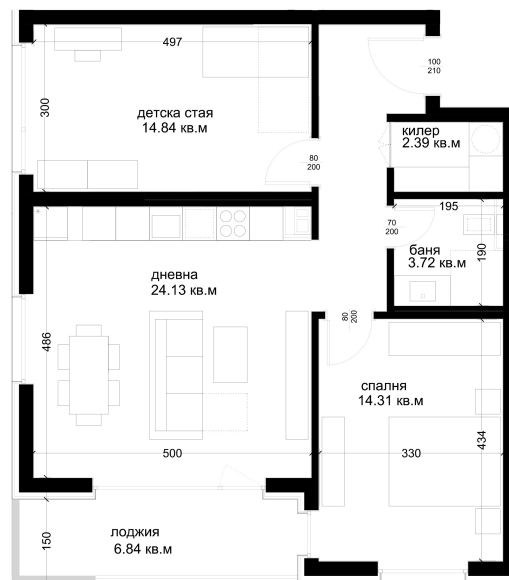 497
100
210
300
детска стая
14.84 кв.м
килер
2.39 кв.м
80
200
195
70
200
баня
3.72 кв.м
190
дневна
24.13 кв.м
486
80
200
спалня
14.31 кв.м
434
500
330
150
лоджия
6.84 кв.м